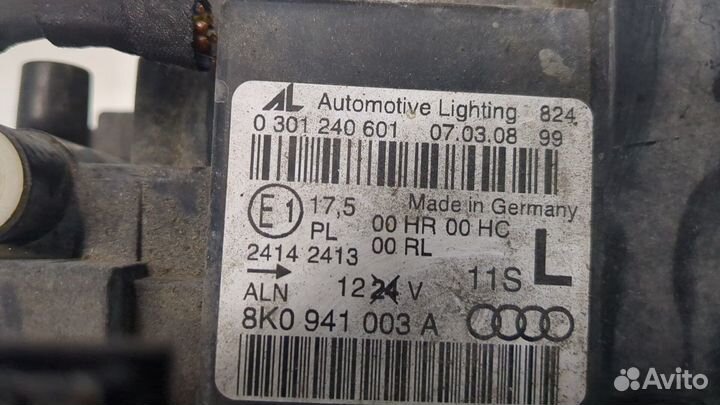 AL Automotive Lighting 824
0 301 240 601 07.03.08 99
E1 17,5 Made in Germany
PL 00 HR 00 HC
2414 2413 00 RL
ALN 12 24 V 11S L
8K0 941 003 A
Avito